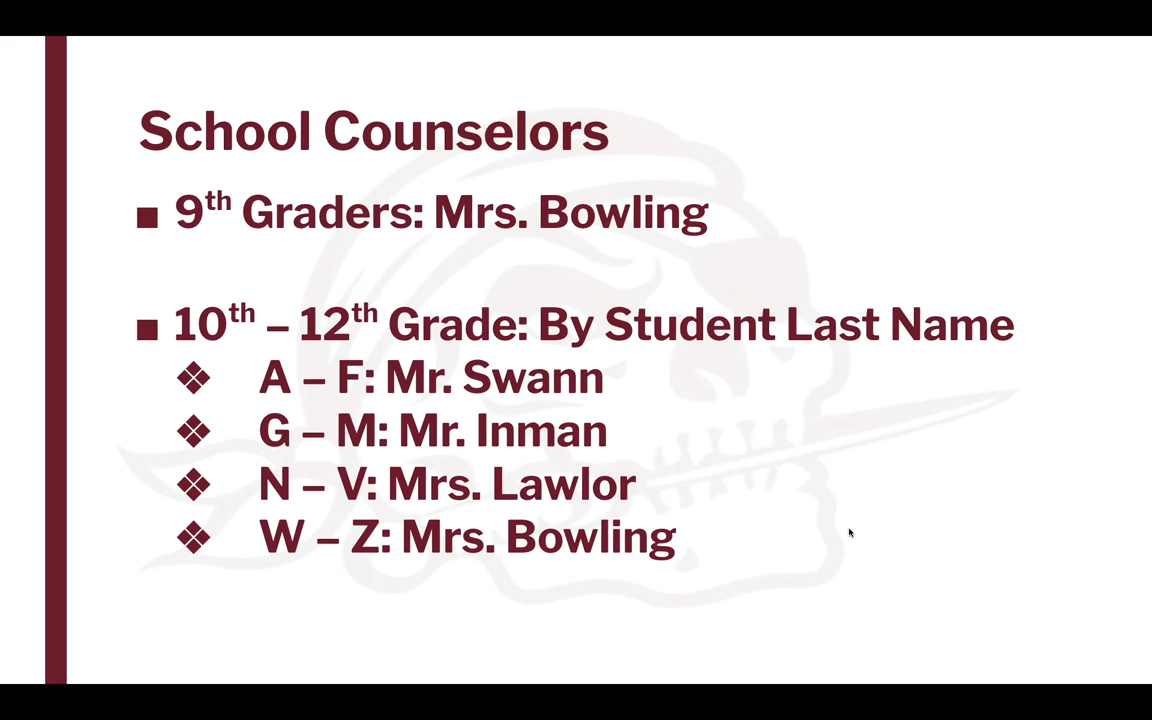 School Counselors
■ 9th Graders: Mrs. Bowling
■ 10th – 12th Grade: By Student Last Name
❖ A – F: Mr. Swann
❖ G – M: Mr. Inman
❖ N – V: Mrs. Lawlor
❖ W – Z: Mrs. Bowling